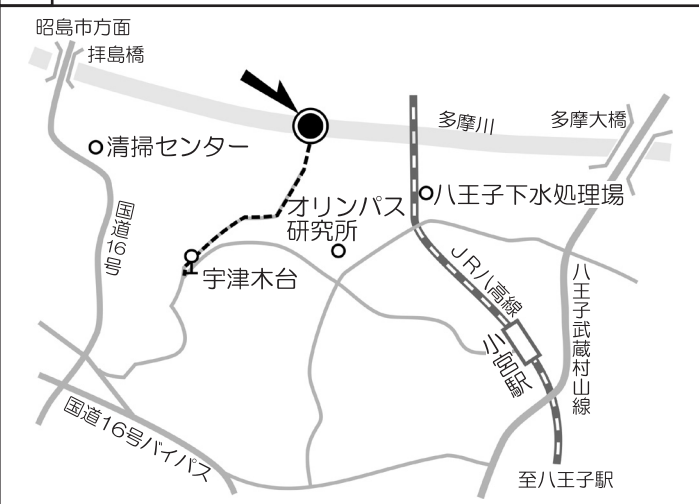 昭島市方面
拝島橋
多摩川
多摩大橋
清掃センター
八王子下水処理場
オリンパス
研究所
国道16号
宇津木台
JR八高線
小宮駅
八王子武蔵村山線
国道16号バイパス
至八王子駅